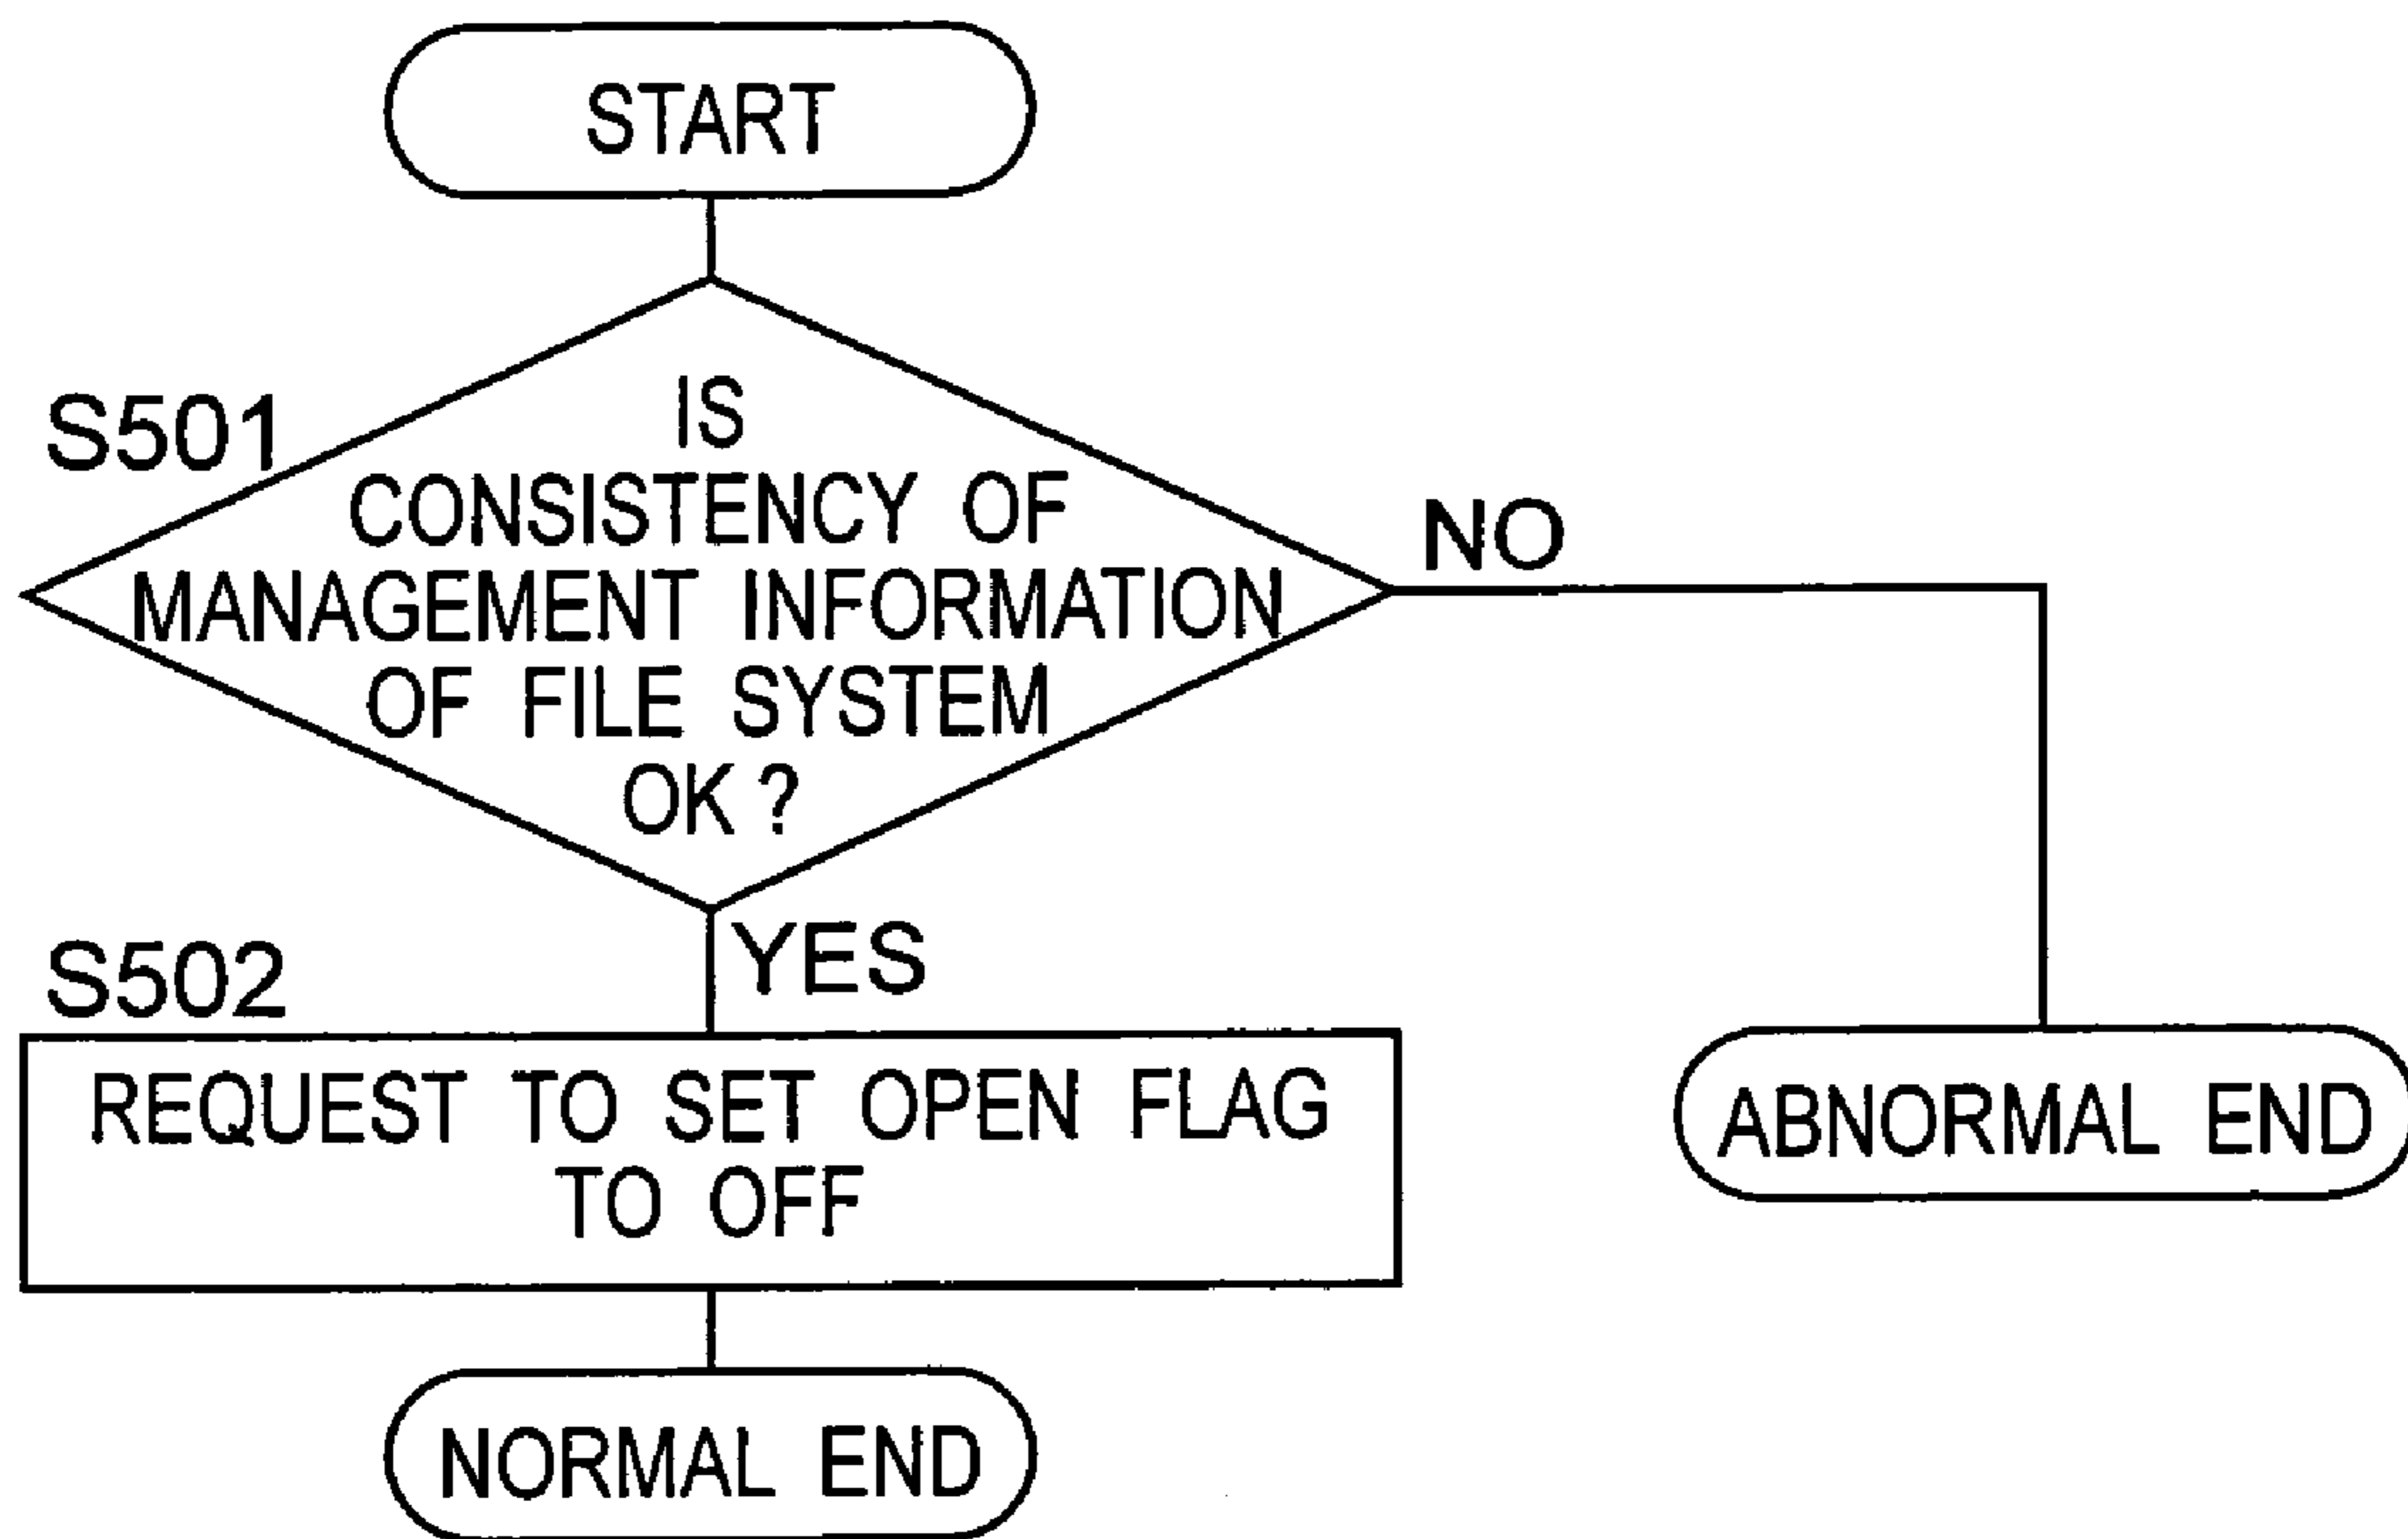 START
S501
IS
CONSISTENCY OF
MANAGEMENT INFORMATION
OF FILE SYSTEM
OK ?
NO
YES
S502
REQUEST TO SET OPEN FLAG
TO OFF
ABNORMAL END
NORMAL END